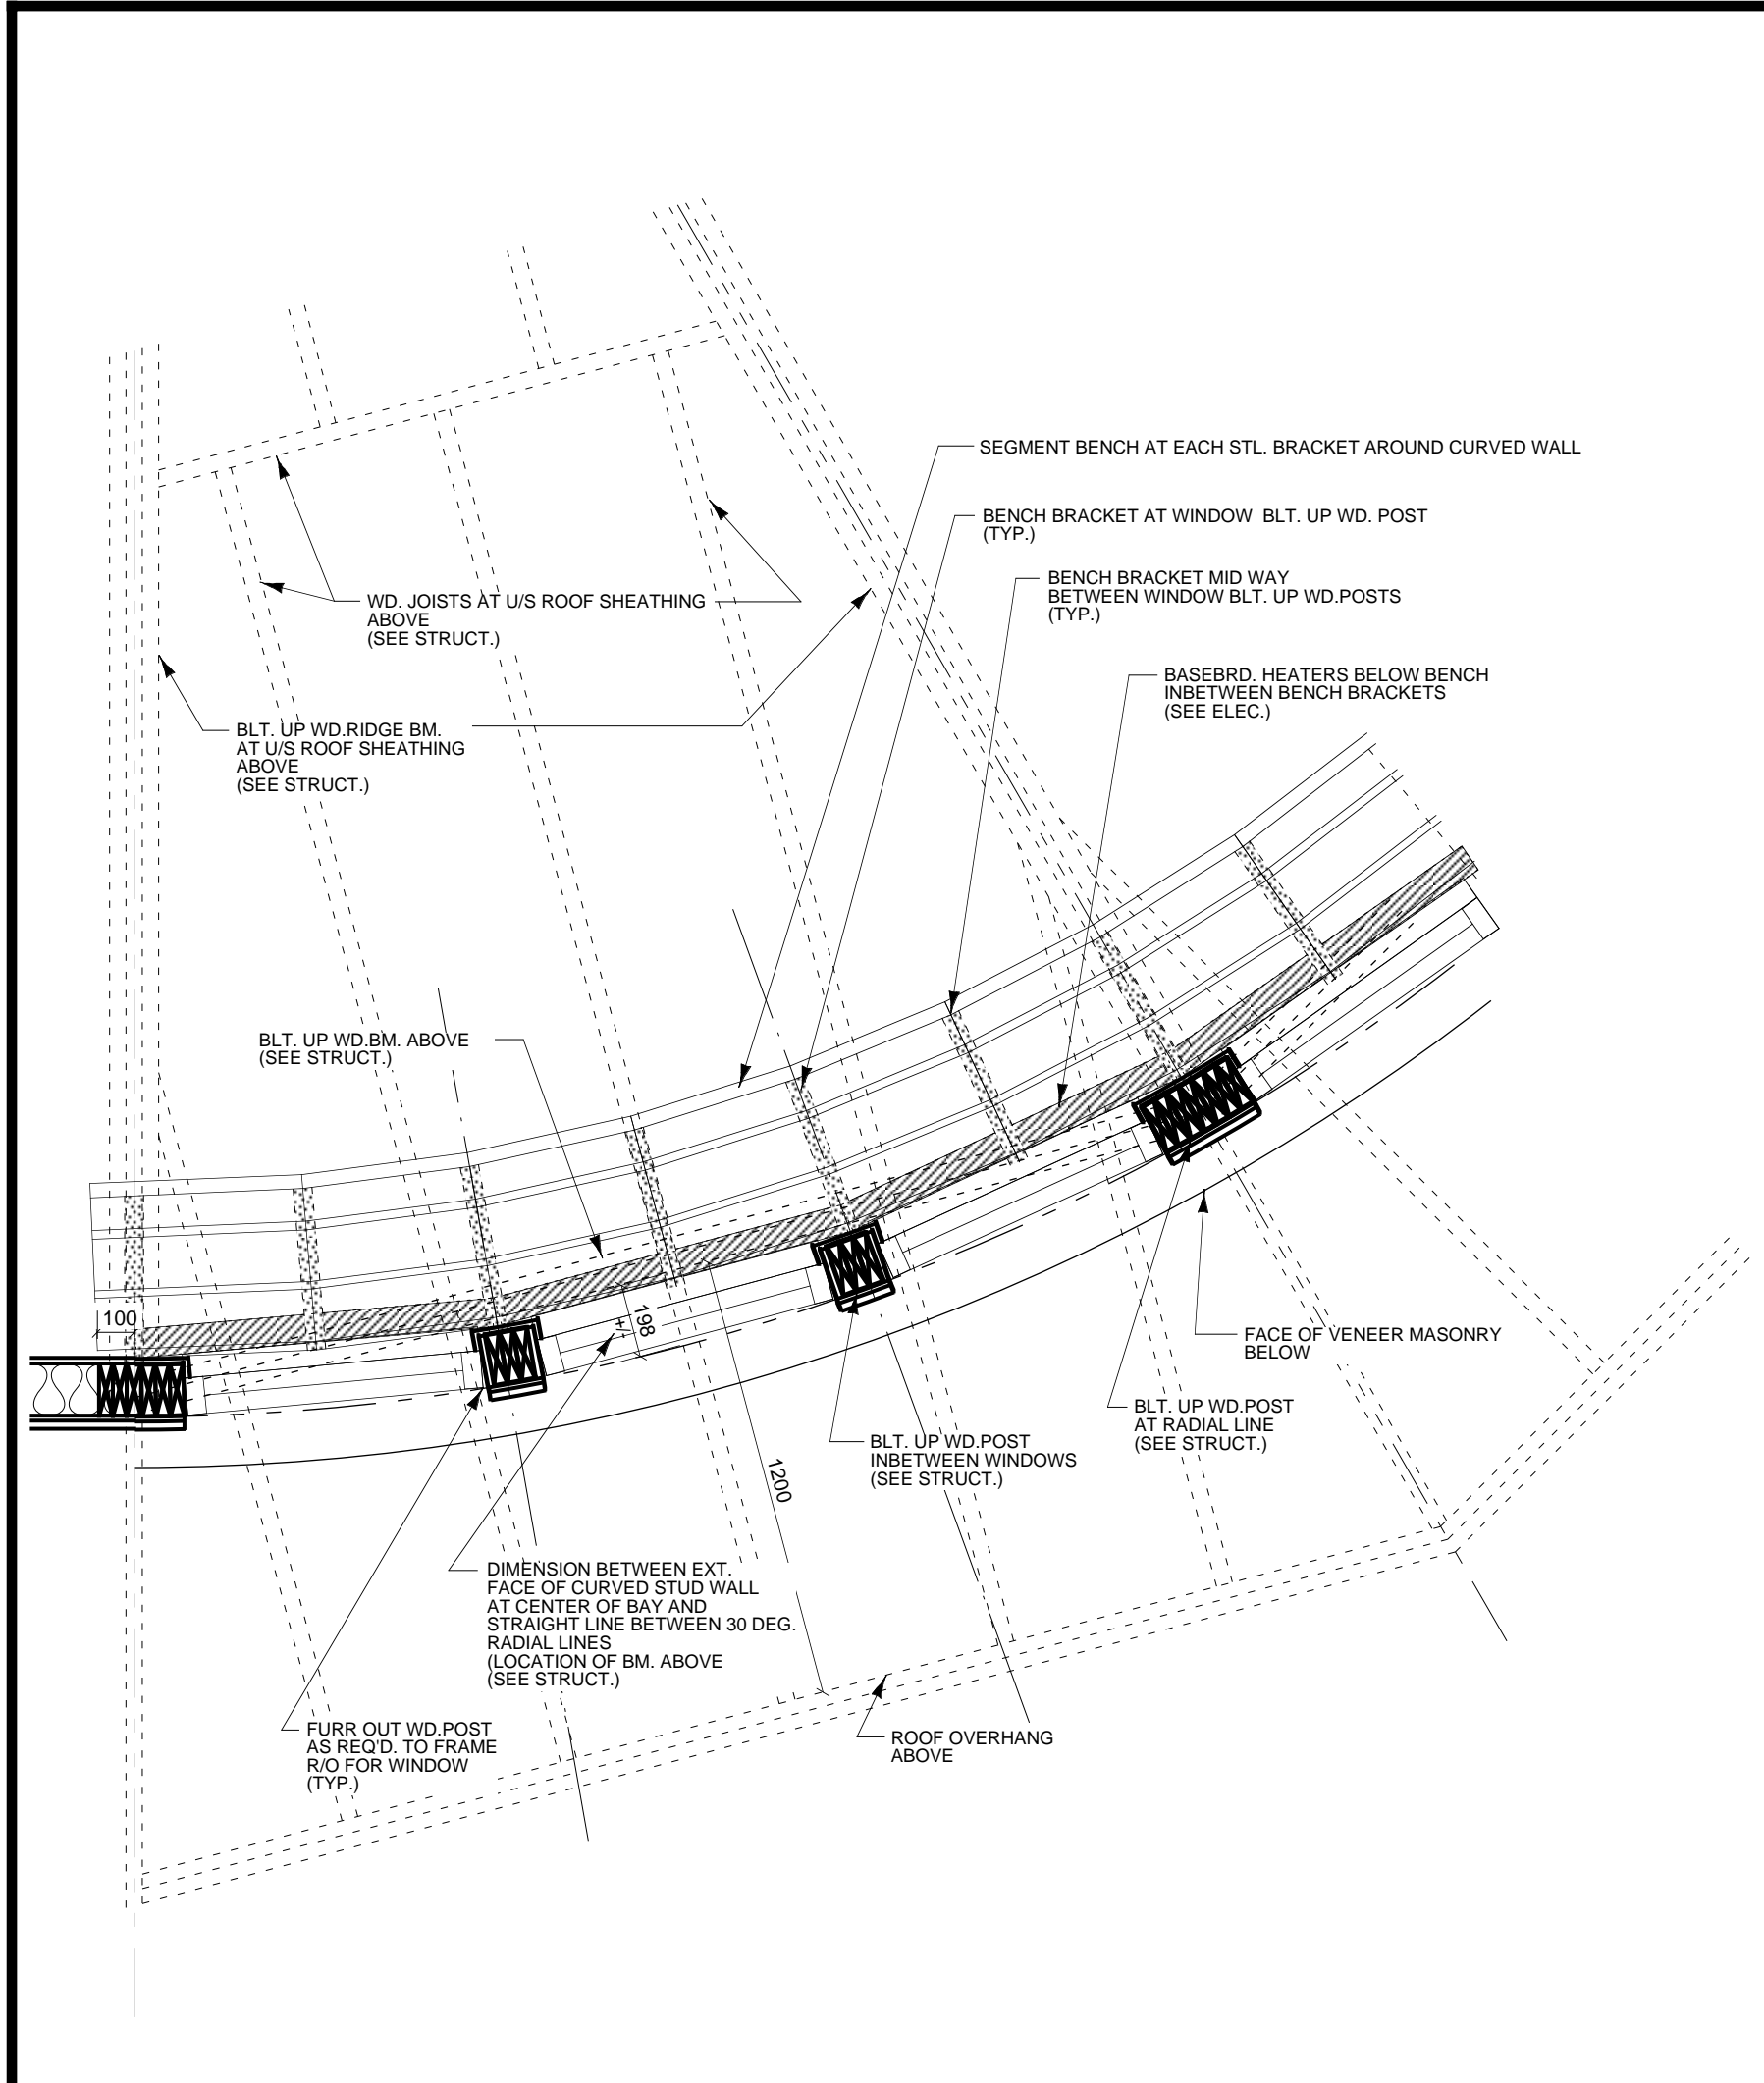 SEGMENT BENCH AT EACH STL. BRACKET AROUND CURVED WALL
BENCH BRACKET AT WINDOW  BLT. UP WD. POST
(TYP.)
BENCH BRACKET MID WAY
BETWEEN WINDOW BLT. UP WD.POSTS
(TYP.)
WD. JOISTS AT U/S ROOF SHEATHING
ABOVE
(SEE STRUCT.)
BASEBRD. HEATERS BELOW BENCH
INBETWEEN BENCH BRACKETS
(SEE ELEC.)
BLT. UP WD.RIDGE BM.
AT U/S ROOF SHEATHING
ABOVE
(SEE STRUCT.)
BLT. UP WD.BM. ABOVE
(SEE STRUCT.)
100
198
+/-
FACE OF VENEER MASONRY
BELOW
BLT. UP WD.POST
AT RADIAL LINE
(SEE STRUCT.)
BLT. UP WD.POST
INBETWEEN WINDOWS
(SEE STRUCT.)
1200
DIMENSION BETWEEN EXT.
FACE OF CURVED STUD WALL
AT CENTER OF BAY AND
STRAIGHT LINE BETWEEN 30 DEG.
RADIAL LINES
(LOCATION OF BM. ABOVE
(SEE STRUCT.)
FURR OUT WD.POST
AS REQ'D. TO FRAME
R/O FOR WINDOW
(TYP.)
ROOF OVERHANG
ABOVE